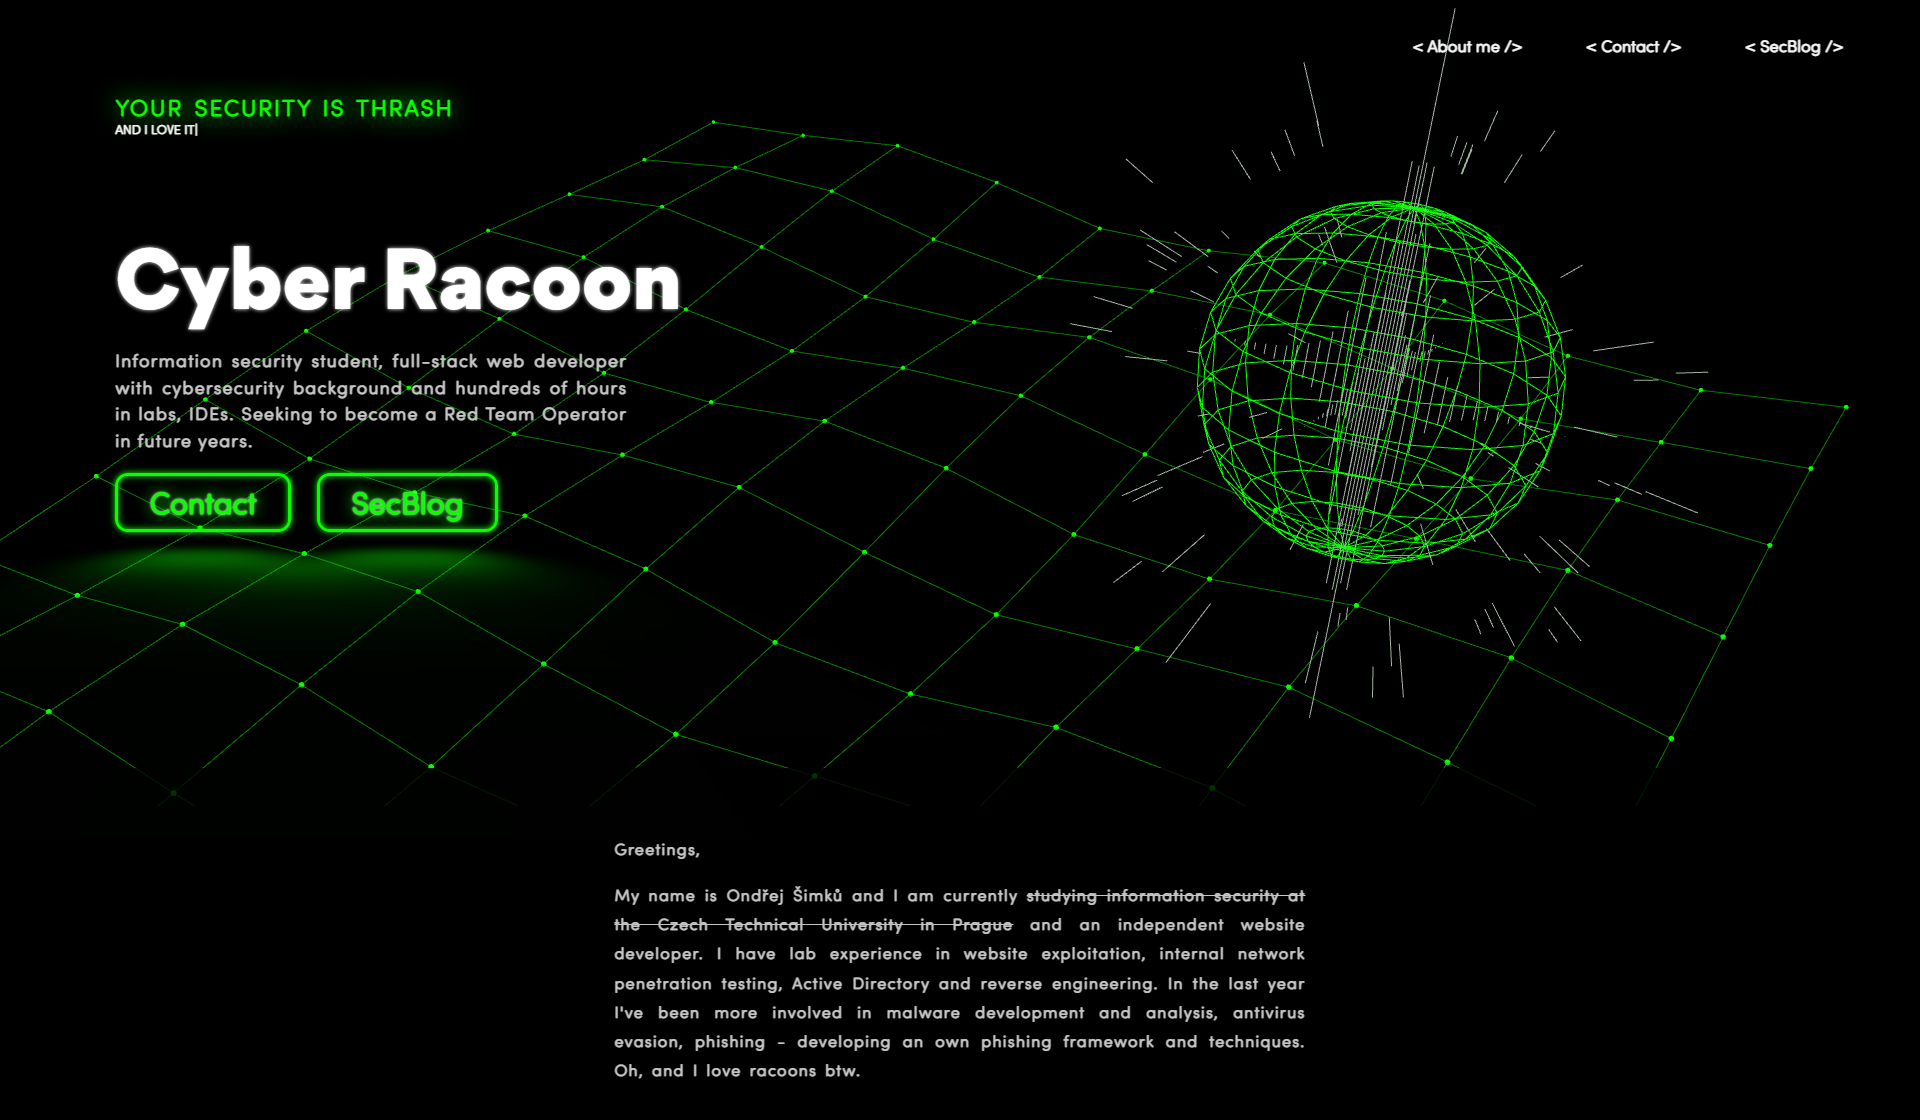 < About me />
< Contact />
< SecBlog />
YOUR SECURITY IS THRASH
AND I LOVE IT|
Cyber Racoon
Information security student, full-stack web developer
with cybersecurity background and hundreds of hours
in labs, IDEs. Seeking to become a Red Team Operator
in future years.
Contact
SecBlog
Greetings,
My name is Ondřej Šimků and I am currently studying information security at
the Czech Technical University in Prague and an independent website
developer. I have lab experience in website exploitation, internal network
penetration testing, Active Directory and reverse engineering. In the last year
I've been more involved in malware development and analysis, antivirus
evasion, phishing - developing an own phishing framework and techniques.
Oh, and I love racoons btw.